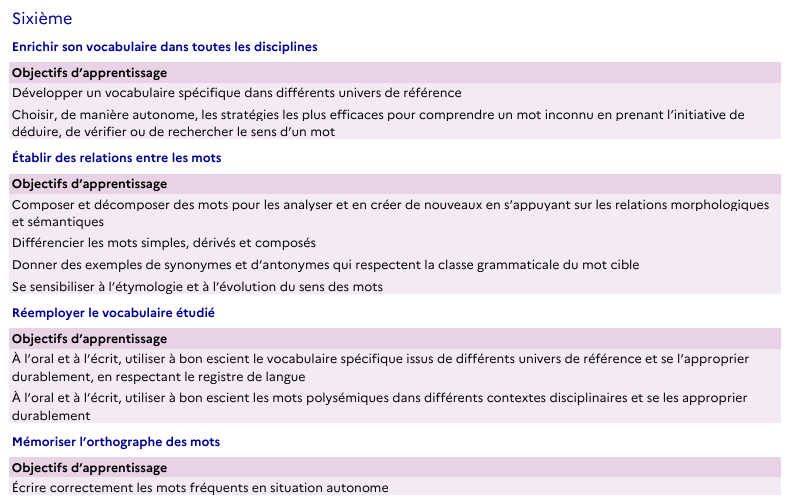 Sixième
Enrichir son vocabulaire dans toutes les disciplines
Objectifs d’apprentissage
Développer un vocabulaire spécifique dans différents univers de référence
Choisir, de manière autonome, les stratégies les plus efficaces pour comprendre un mot inconnu en prenant l’initiative de
déduire, de vérifier ou de rechercher le sens d’un mot
Établir des relations entre les mots
Objectifs d’apprentissage
Composer et décomposer des mots pour les analyser et en créer de nouveaux en s’appuyant sur les relations morphologiques
et sémantiques
Différencier les mots simples, dérivés et composés
Donner des exemples de synonymes et d’antonymes qui respectent la classe grammaticale du mot cible
Se sensibiliser à l’étymologie et à l’évolution du sens des mots
Réemployer le vocabulaire étudié
Objectifs d’apprentissage
À l’oral et à l’écrit, utiliser à bon escient le vocabulaire spécifique issus de différents univers de référence et se l’approprier
durablement, en respectant le registre de langue
À l’oral et à l’écrit, utiliser à bon escient les mots polysémiques dans différents contextes disciplinaires et se les approprier
durablement
Mémoriser l’orthographe des mots
Objectifs d’apprentissage
Écrire correctement les mots fréquents en situation autonome